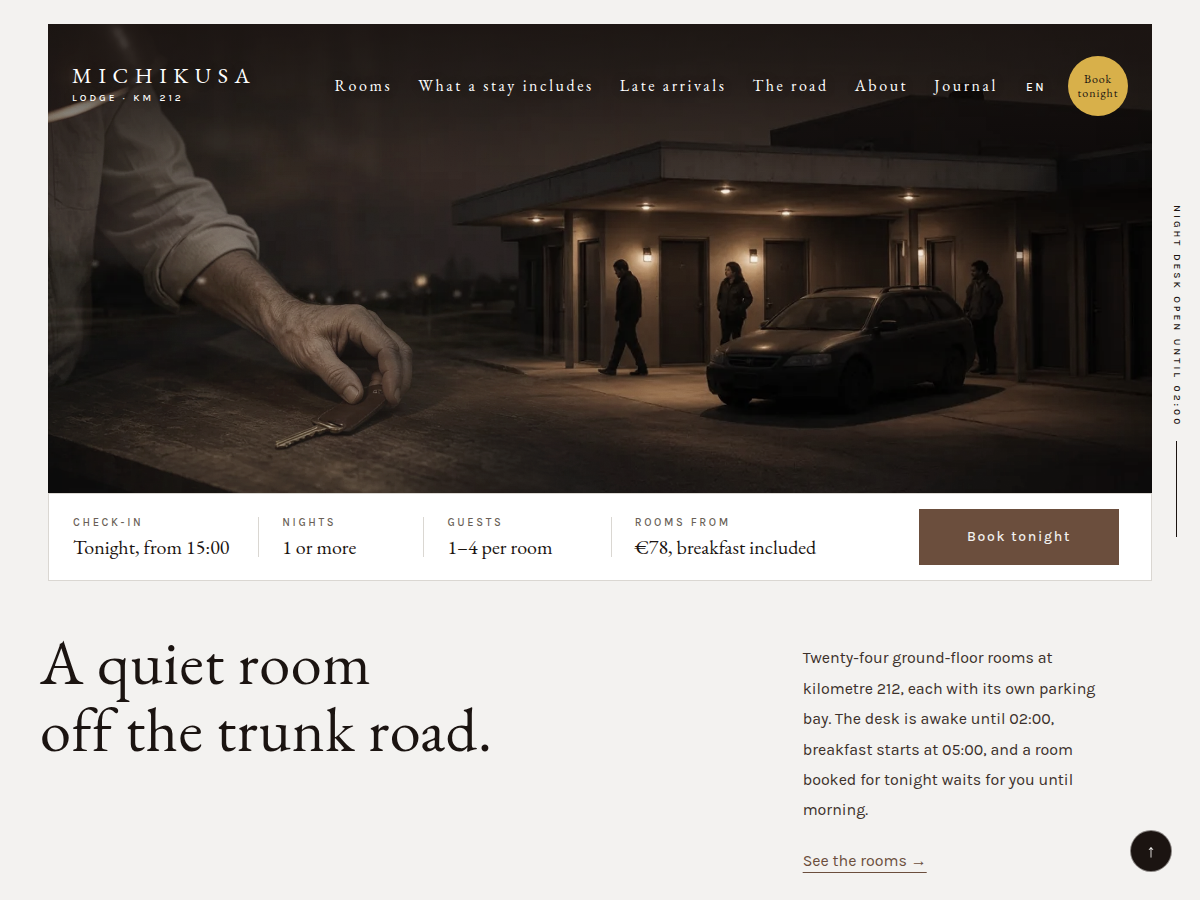 MICHIKUSA
LODGE · KM 212
Rooms
What a stay includes
Late arrivals
The road
About
Journal
EN
Book
tonight
NIGHT DESK OPEN UNTIL 02:00
CHECK-IN
Tonight, from 15:00
NIGHTS
1 or more
GUESTS
1–4 per room
ROOMS FROM
€78, breakfast included
Book tonight
A quiet room
off the trunk road.
Twenty-four ground-floor rooms at
kilometre 212, each with its own parking
bay. The desk is awake until 02:00,
breakfast starts at 05:00, and a room
booked for tonight waits for you until
morning.
See the rooms →
↑